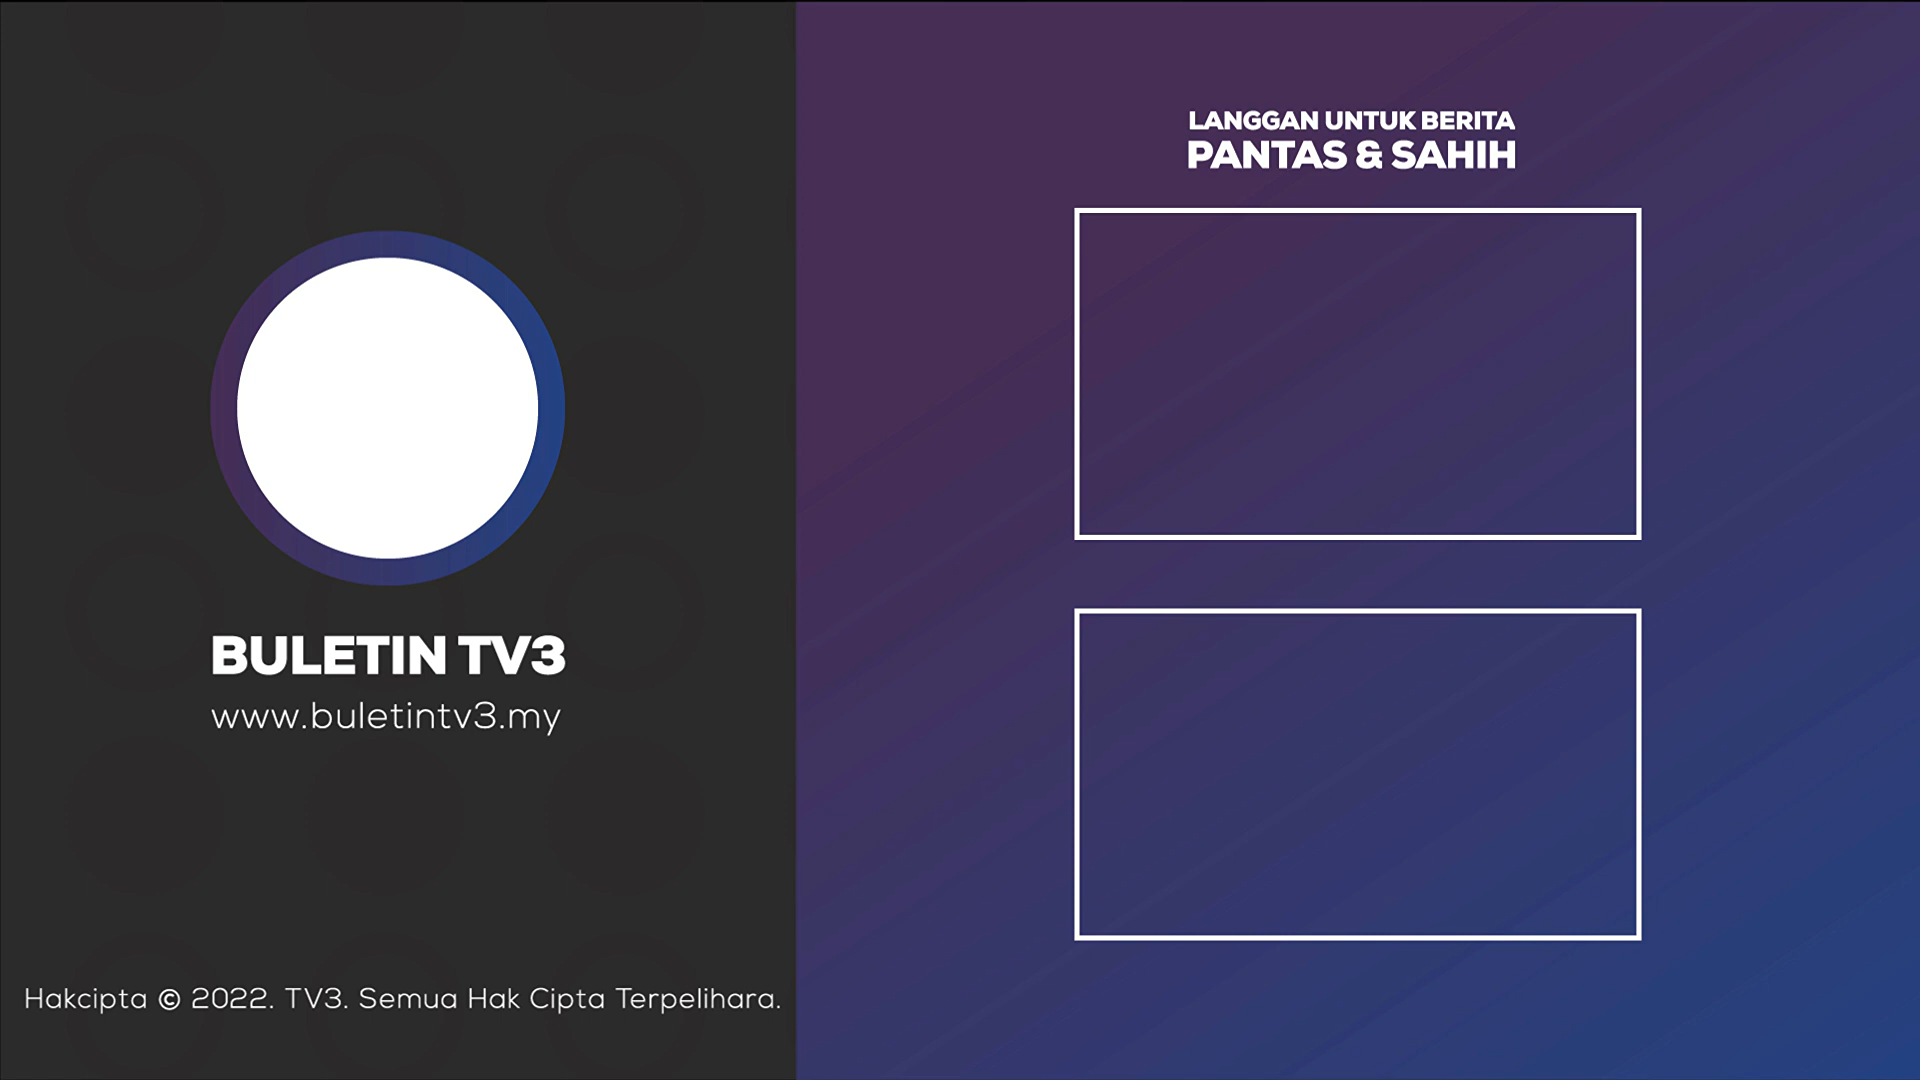 BULETIN TV3
www.buletintv3.my
Hakcipta © 2022. TV3. Semua Hak Cipta Terpelihara.
LANGGAN UNTUK BERITA
PANTAS & SAHIH